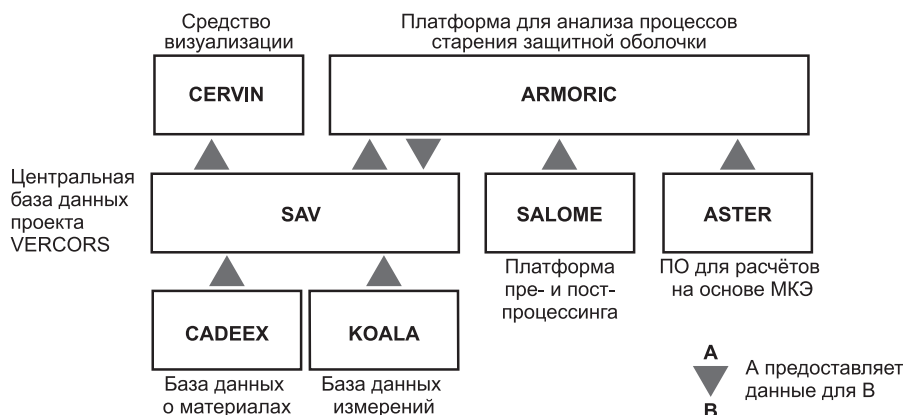 Средство
визуализации
Платформа для анализа процессов
старения защитной оболочки
CERVIN
ARMORIC
Центральная
база данных
проекта
VERCORS
SAV
SALOME
ASTER
Платформа
пре- и пост-
процессинга
ПО для расчётов
на основе МКЭ
CADEEX
KOALA
База данных
о материалах
База данных
измерений
A
А предоставляет
данные для В
B